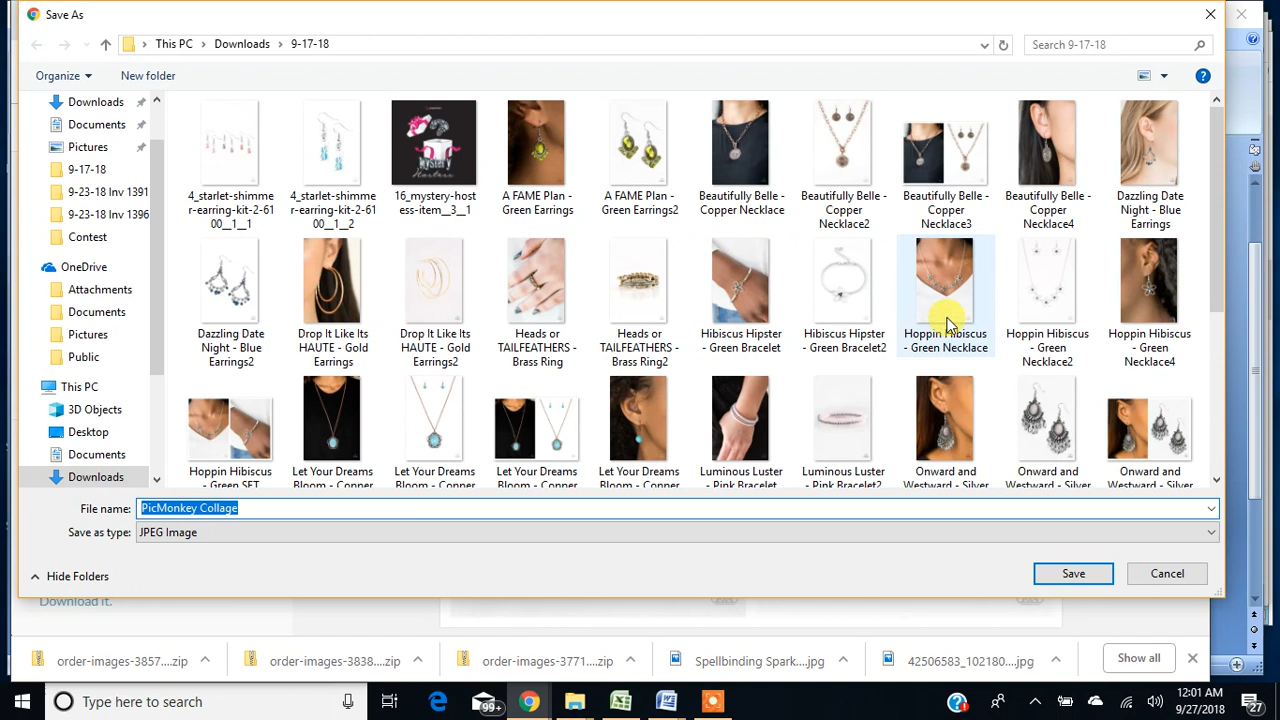 Save As
This PC > Downloads > 9-17-18
Search 9-17-18
Organize
New folder
Downloads
Documents
Pictures
9-17-18
9-23-18 Inv 1391
9-23-18 Inv 1396
Contest
OneDrive
Attachments
Documents
Pictures
Public
This PC
3D Objects
Desktop
Documents
Downloads
4_starlet-shimme
r-earring-kit-2-61
00__1__1
4_starlet-shimme
r-earring-kit-2-61
00__1__2
16_mystery-host
ess-item__3__1
A FAME Plan -
Green Earrings
A FAME Plan -
Green Earrings2
Beautifully Belle -
Copper
Necklace
Beautifully Belle -
Copper
Necklace2
Beautifully Belle -
Copper
Necklace3
Beautifully Belle -
Copper
Necklace4
Dazzling Date
Night - Blue
Earrings
Mystery
Hostess
Dazzling Date
Night - Blue
Earrings2
Drop It Like Its
HAUTE - Gold
Earrings
Drop It Like Its
HAUTE - Gold
Earrings2
Heads or
TAILFEATHERS -
Brass Ring
Heads or
TAILFEATHERS -
Brass Ring2
Hibiscus Hipster
- Green Bracelet
Hibiscus Hipster
- Green Bracelet2
Hoppin Hibiscus
- Green Necklace
Hoppin Hibiscus
- Green
Necklace2
Hoppin Hibiscus
- Green
Necklace4
Hoppin Hibiscus
- Green SET
Let Your Dreams
Bloom - Copper
Let Your Dreams
Bloom - Copper
Let Your Dreams
Bloom - Copper
Let Your Dreams
Bloom - Copper
Luminous Luster
- Pink Bracelet
Luminous Luster
- Pink Bracelet2
Onward and
Westward - Silver
Onward and
Westward - Silver
Onward and
Westward - Silver
File name: PicMonkey Collage
Save as type: JPEG Image
Hide Folders
Save
Cancel
Download it.
order-images-3857....zip
order-images-3838....zip
order-images-3771....zip
Spellbinding Spark....jpg
42506583_102180....jpg
Show all
Type here to search
99+
12:01 AM
9/27/2018
27